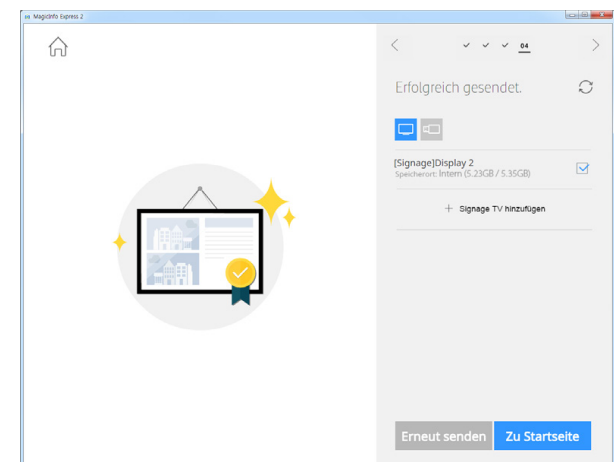 MagicInfo Express 2
04
Erfolgreich gesendet.
[Signage]Display 2
Speicherort: Intern (5.23GB / 5.35GB)
+ Signage TV hinzufügen
Erneut senden
Zu Startseite